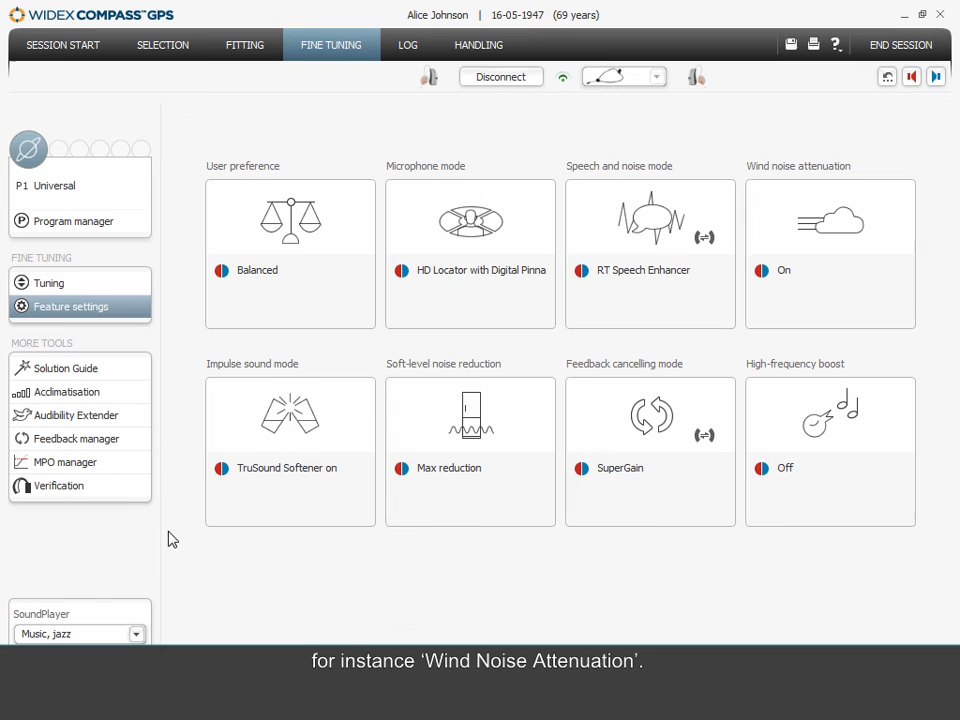 WIDEX COMPASS™ GPS
Alice Johnson | 16-05-1947 (69 years)
SESSION START SELECTION FITTING FINE TUNING LOG HANDLING END SESSION
Disconnect
P1 Universal
Program manager
FINE TUNING
Tuning
Feature settings
MORE TOOLS
Solution Guide
Acclimatisation
Audibility Extender
Feedback manager
MPO manager
Verification
SoundPlayer
Music, jazz
User preference Microphone mode Speech and noise mode Wind noise attenuation
Balanced HD Locator with Digital Pinna RT Speech Enhancer On
Impulse sound mode Soft-level noise reduction Feedback cancelling mode High-frequency boost
TruSound Softener on Max reduction SuperGain Off
for instance ‘Wind Noise Attenuation’.